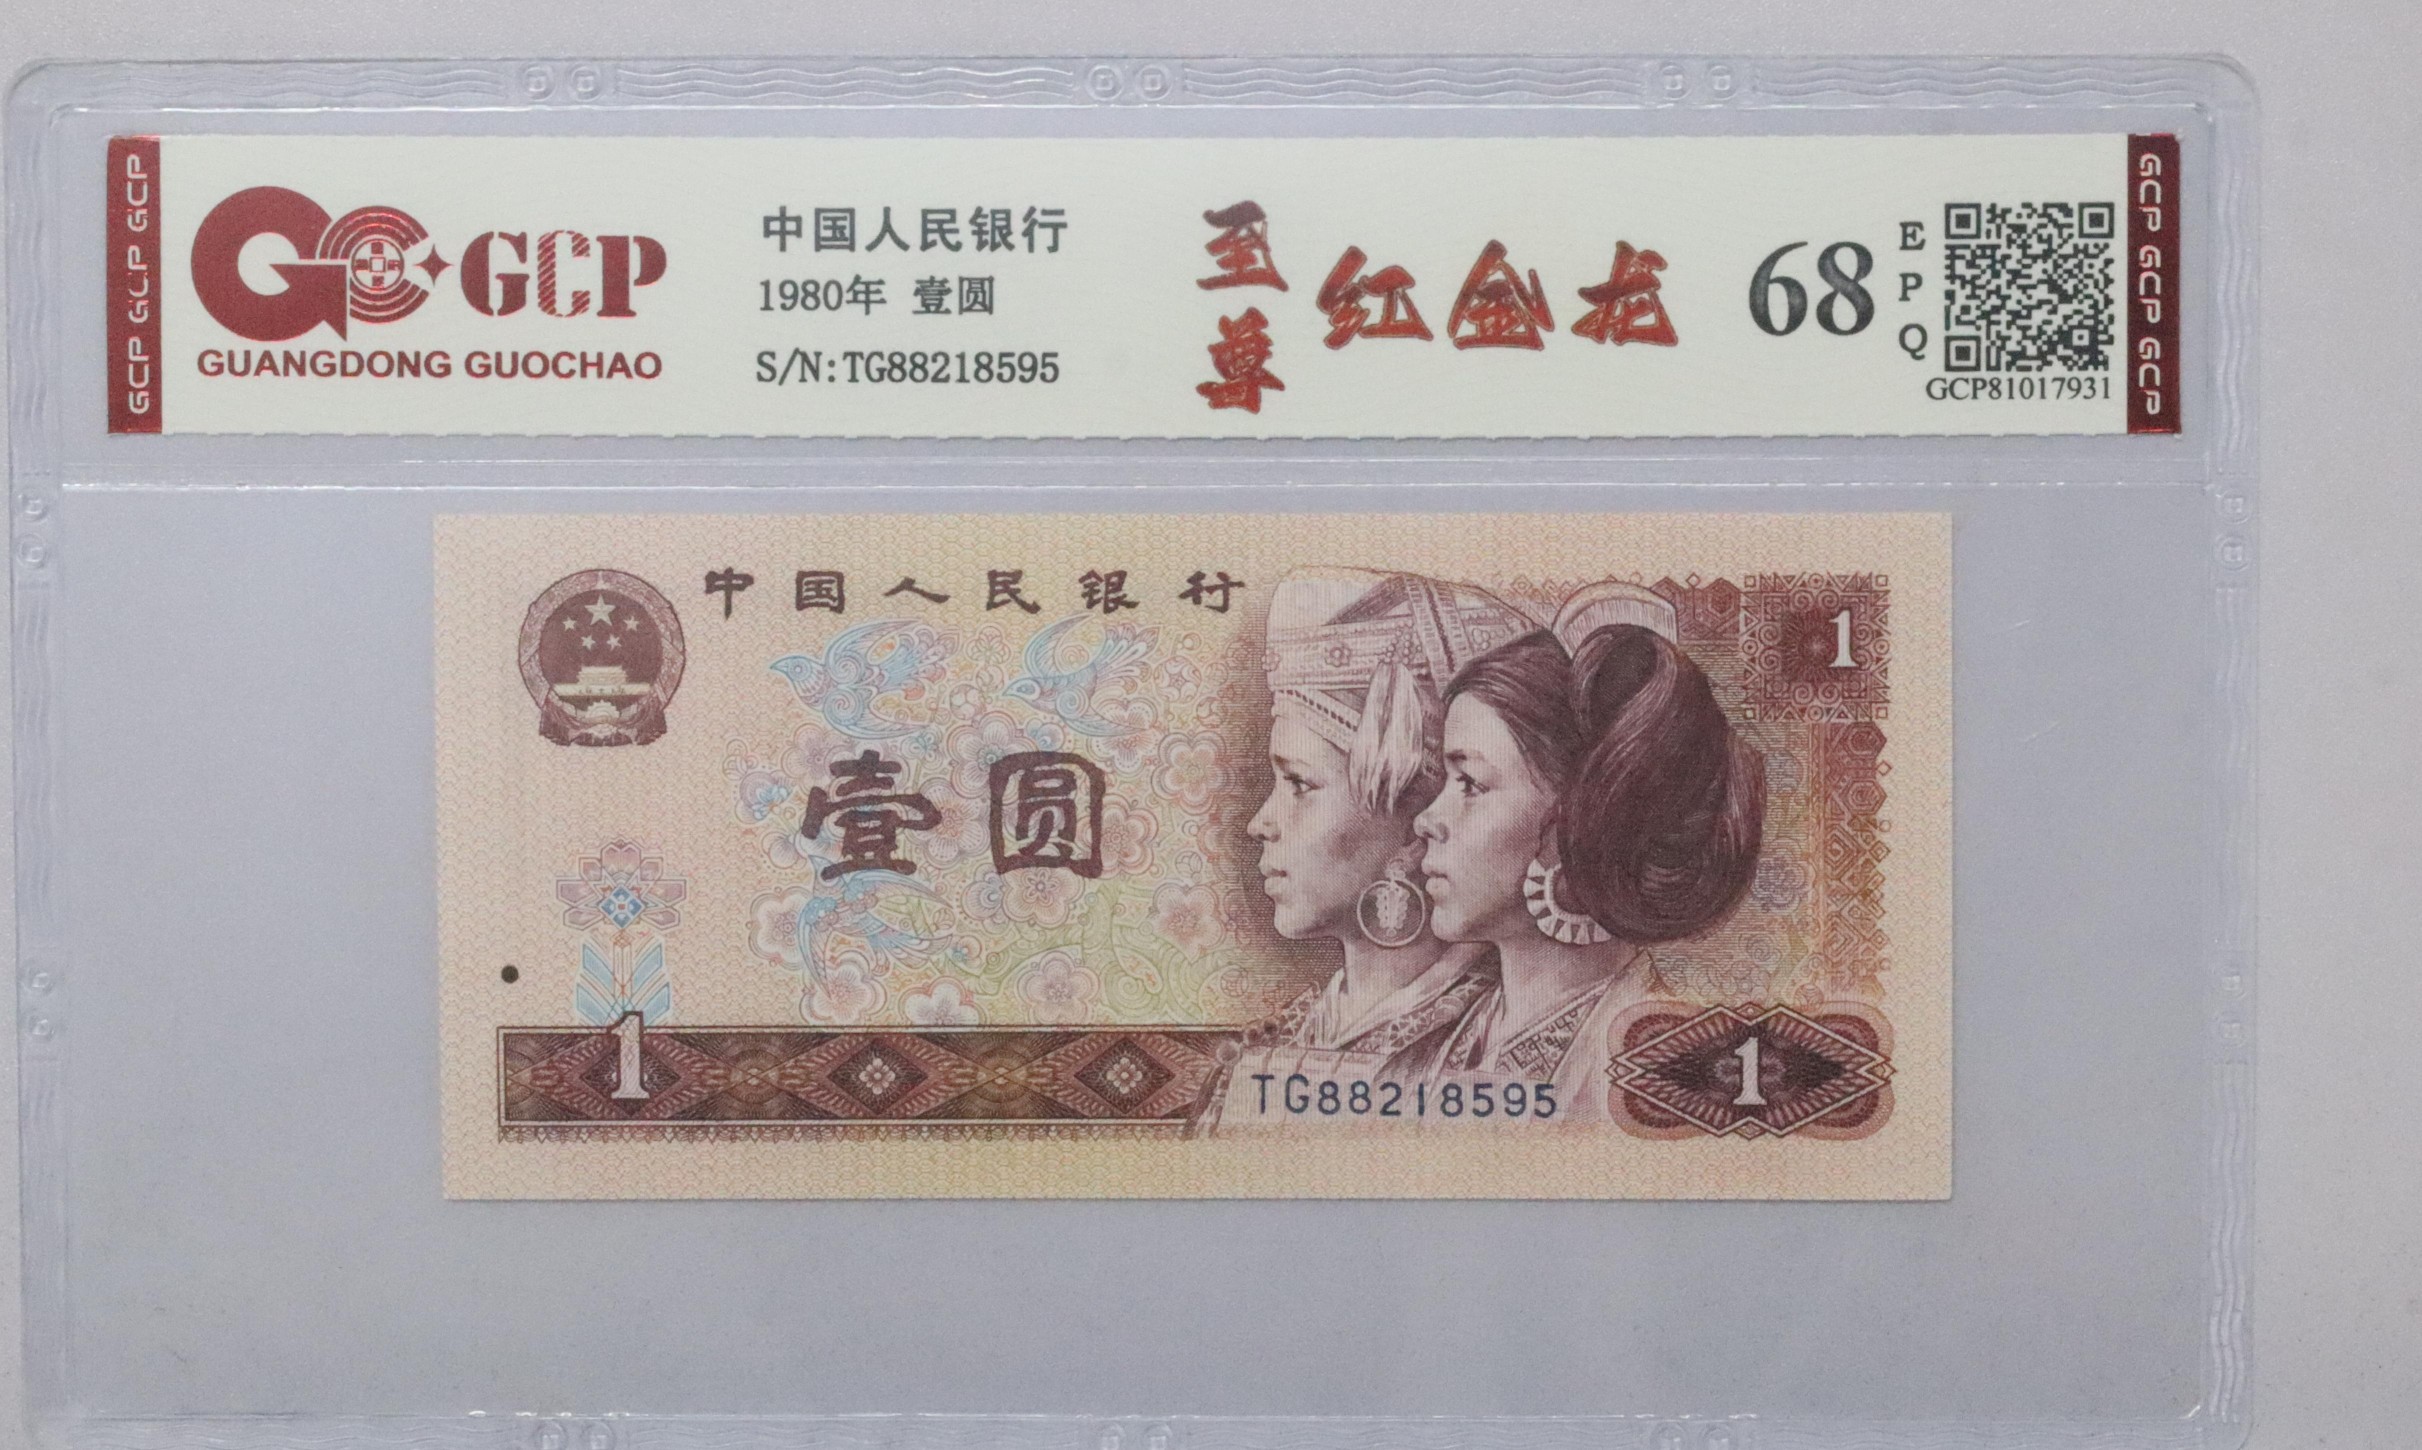 GCP GCP GCP
GCP
GUANGDONG GUOCHAO
中国人民银行
1980年 壹圆
S/N:TG88218595
至尊
红金龙
68
EPQ
GCP81017931
GCP GCP GCP
中国人民银行
1
壹圆
1
1
TG88218595